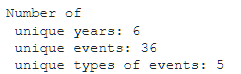 Number of
unique years: 6
unique events: 36
unique types of events: 5